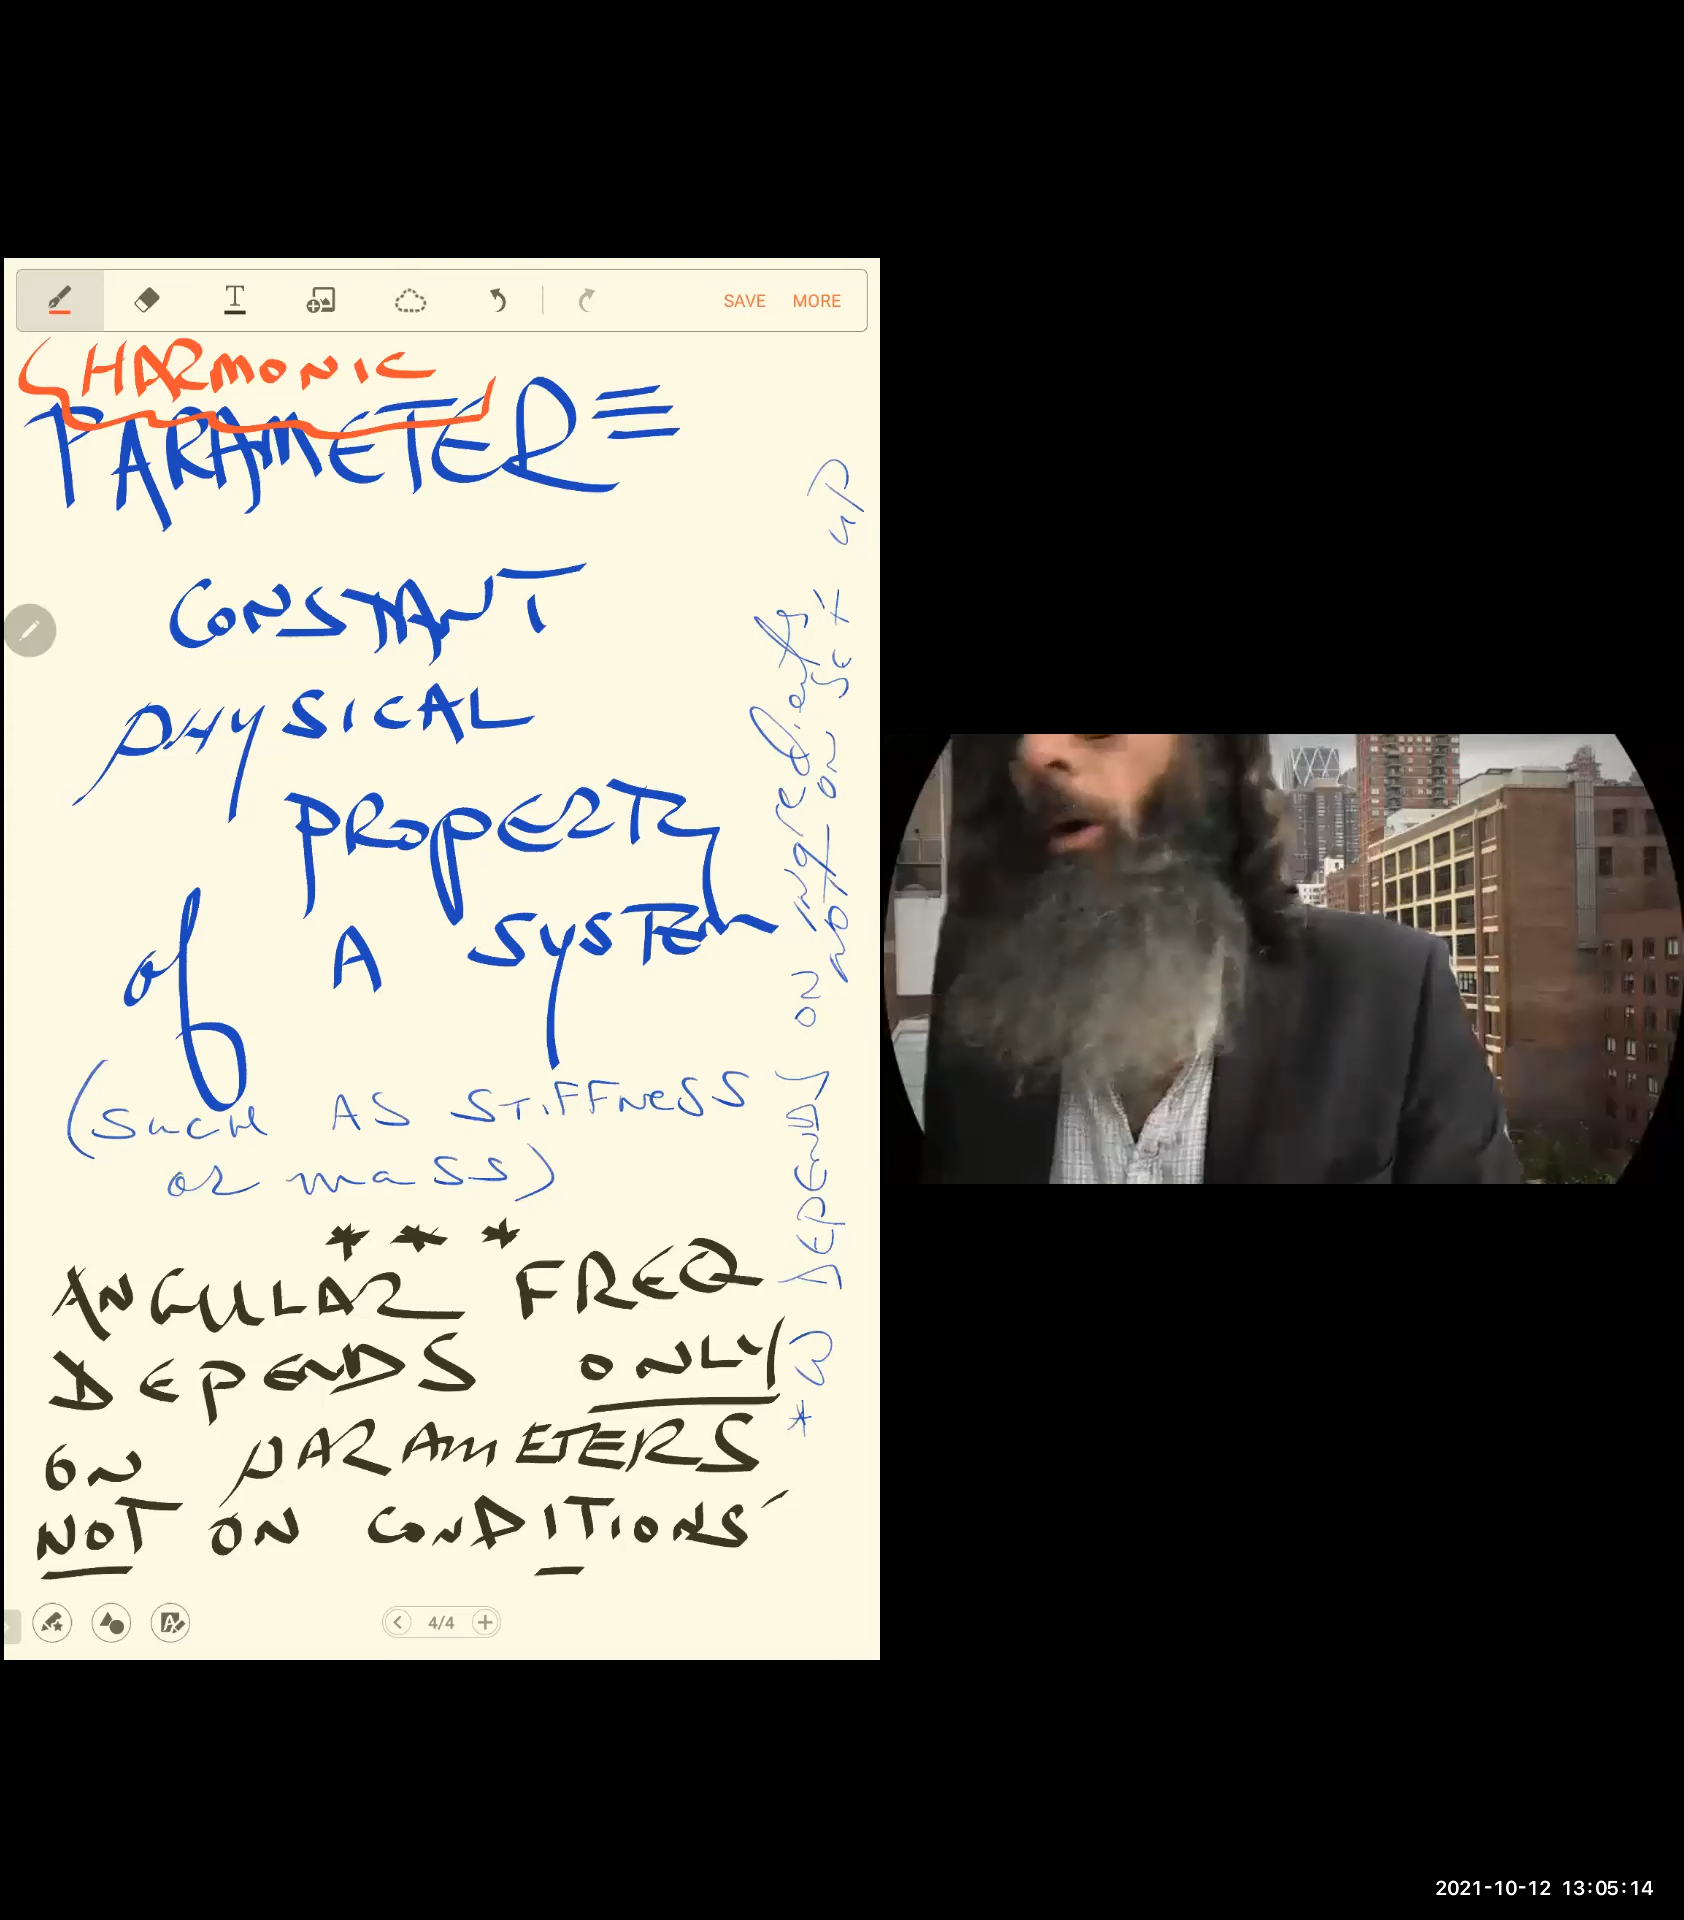 SAVE MORE
HARMONIC
PARAMETER ≡
CONSTANT
PHYSICAL
PROPERTY
of A SYSTEM
(SUCH AS STIFFNESS
OR MASS)
* * *
ANGULAR FREQ
DEPENDS ONLY
ON PARAMETERS
NOT ON CONDITIONS
* ω DEPENDS ON INgredients
NOT ON SET UP
4/4
2021-10-12 13:05:14